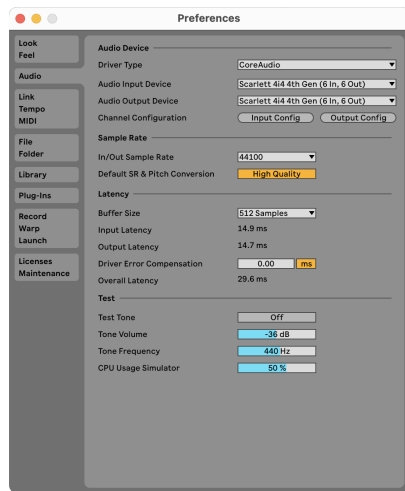 Preferences
Look
Feel
Audio
Link
Tempo
MIDI
File
Folder
Library
Plug-Ins
Record
Warp
Launch
Licenses
Maintenance
Audio Device
Driver Type CoreAudio
Audio Input Device Scarlett 4i4 4th Gen (6 In, 6 Out)
Audio Output Device Scarlett 4i4 4th Gen (6 In, 6 Out)
Channel Configuration Input Config Output Config
Sample Rate
In/Out Sample Rate 44100
Default SR & Pitch Conversion High Quality
Latency
Buffer Size 512 Samples
Input Latency 14.9 ms
Output Latency 14.7 ms
Driver Error Compensation 0.00 ms
Overall Latency 29.6 ms
Test
Test Tone Off
Tone Volume -36 dB
Tone Frequency 440 Hz
CPU Usage Simulator 50 %